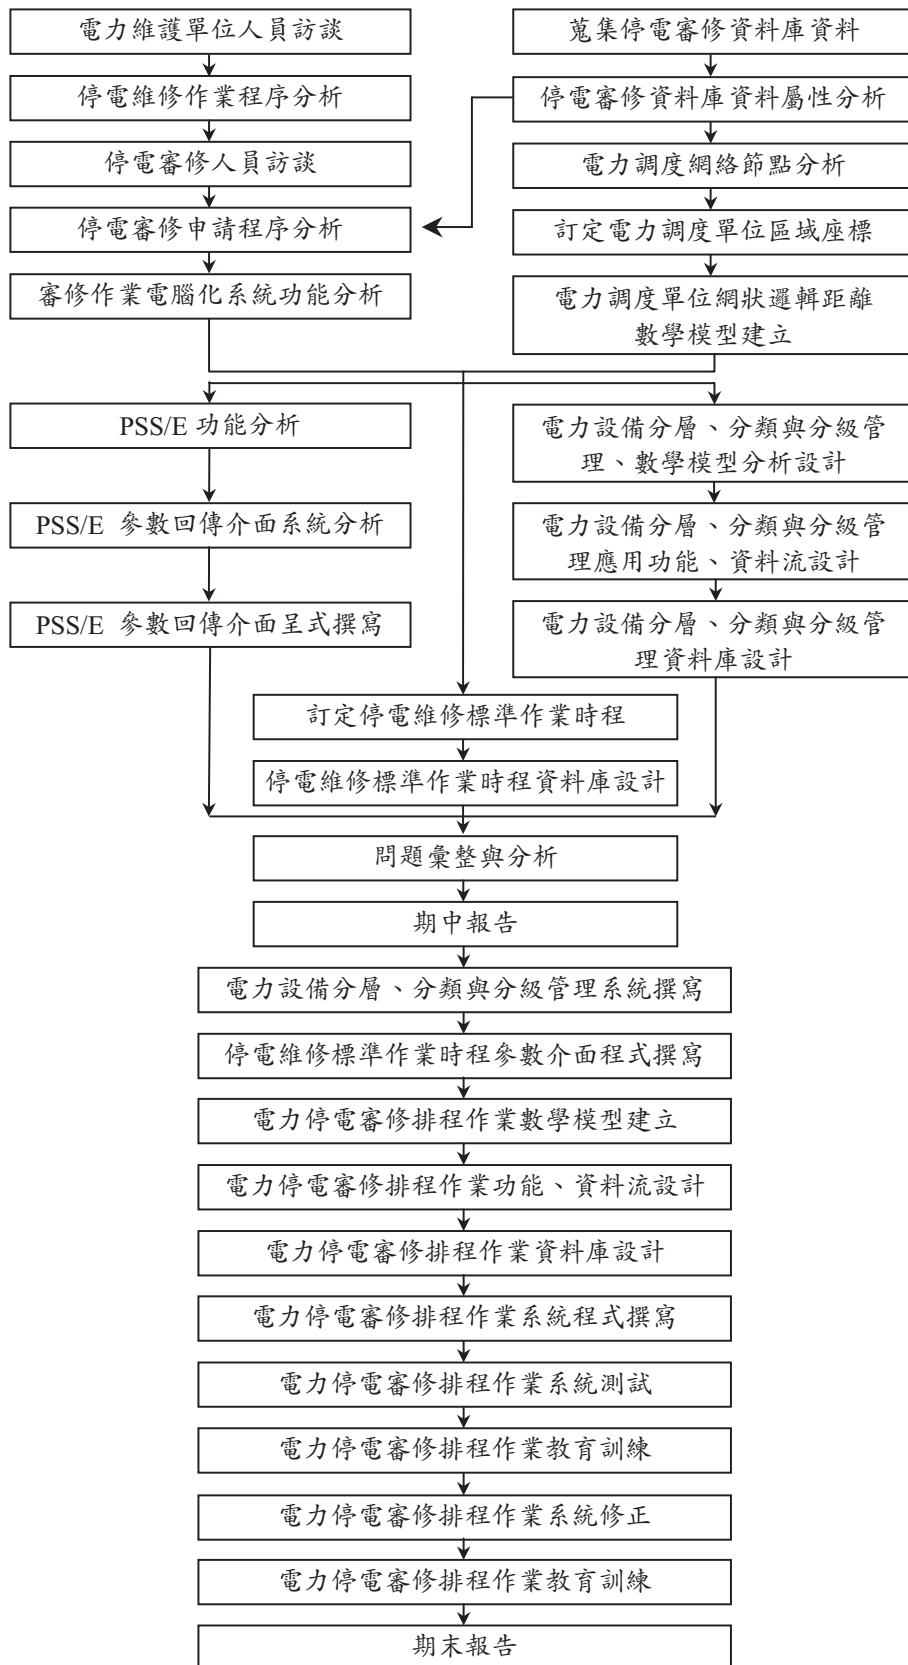 電力維護單位人員訪談
停電維修作業程序分析
停電審修人員訪談
停電審修申請程序分析
審修作業電腦化系統功能分析
蒐集停電審修資料庫資料
停電審修資料庫資料屬性分析
電力調度網絡節點分析
訂定電力調度單位區域座標
電力調度單位網狀邏輯距離
數學模型建立
PSS/E 功能分析
PSS/E 參數回傳介面系統分析
PSS/E 參數回傳介面呈式撰寫
電力設備分層、分類與分級管
理、數學模型分析設計
電力設備分層、分類與分級管
理應用功能、資料流設計
電力設備分層、分類與分級管
理資料庫設計
訂定停電維修標準作業時程
停電維修標準作業時程資料庫設計
問題彙整與分析
期中報告
電力設備分層、分類與分級管理系統撰寫
停電維修標準作業時程參數介面程式撰寫
電力停電審修排程作業數學模型建立
電力停電審修排程作業功能、資料流設計
電力停電審修排程作業資料庫設計
電力停電審修排程作業系統程式撰寫
電力停電審修排程作業系統測試
電力停電審修排程作業教育訓練
電力停電審修排程作業系統修正
電力停電審修排程作業教育訓練
期末報告